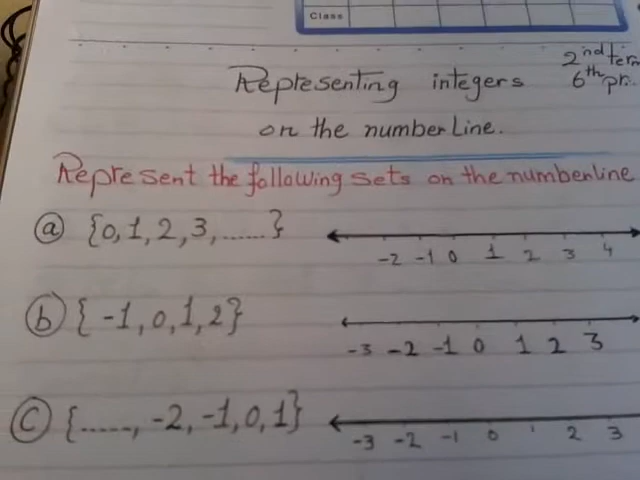 Class
2nd term
Representing integers 6th pr.
on the number Line.
Represent the following sets on the numberline
a {0, 1, 2, 3, ......}
-2 -1 0 1 2 3 4
b { -1, 0, 1, 2}
-3 -2 -1 0 1 2 3
c {....., -2, -1, 0, 1}
-3 -2 -1 0 1 2 3